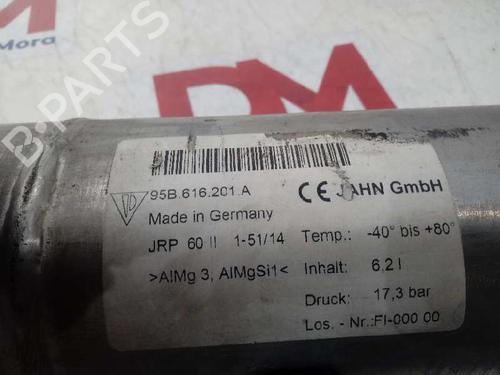 Mora
DM
B-PARTS
95B.616.201.A
CE JAHN GmbH
Made in Germany
JRP 60 II 1-51/14 Temp.: -40° bis +80°
>AlMg 3, AlMgSi1< Inhalt: 6,2 l
Druck: 17,3 bar
Los. - Nr.:FI-000 00